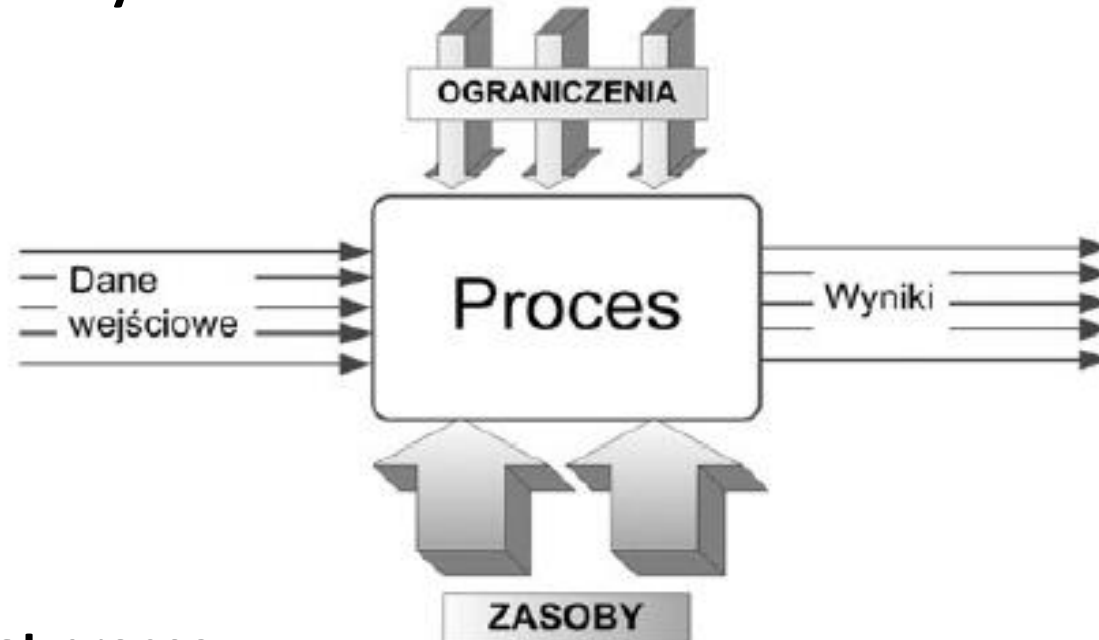 OGRANICZENIA
Dane
wejściowe
Proces
Wyniki
ZASOBY